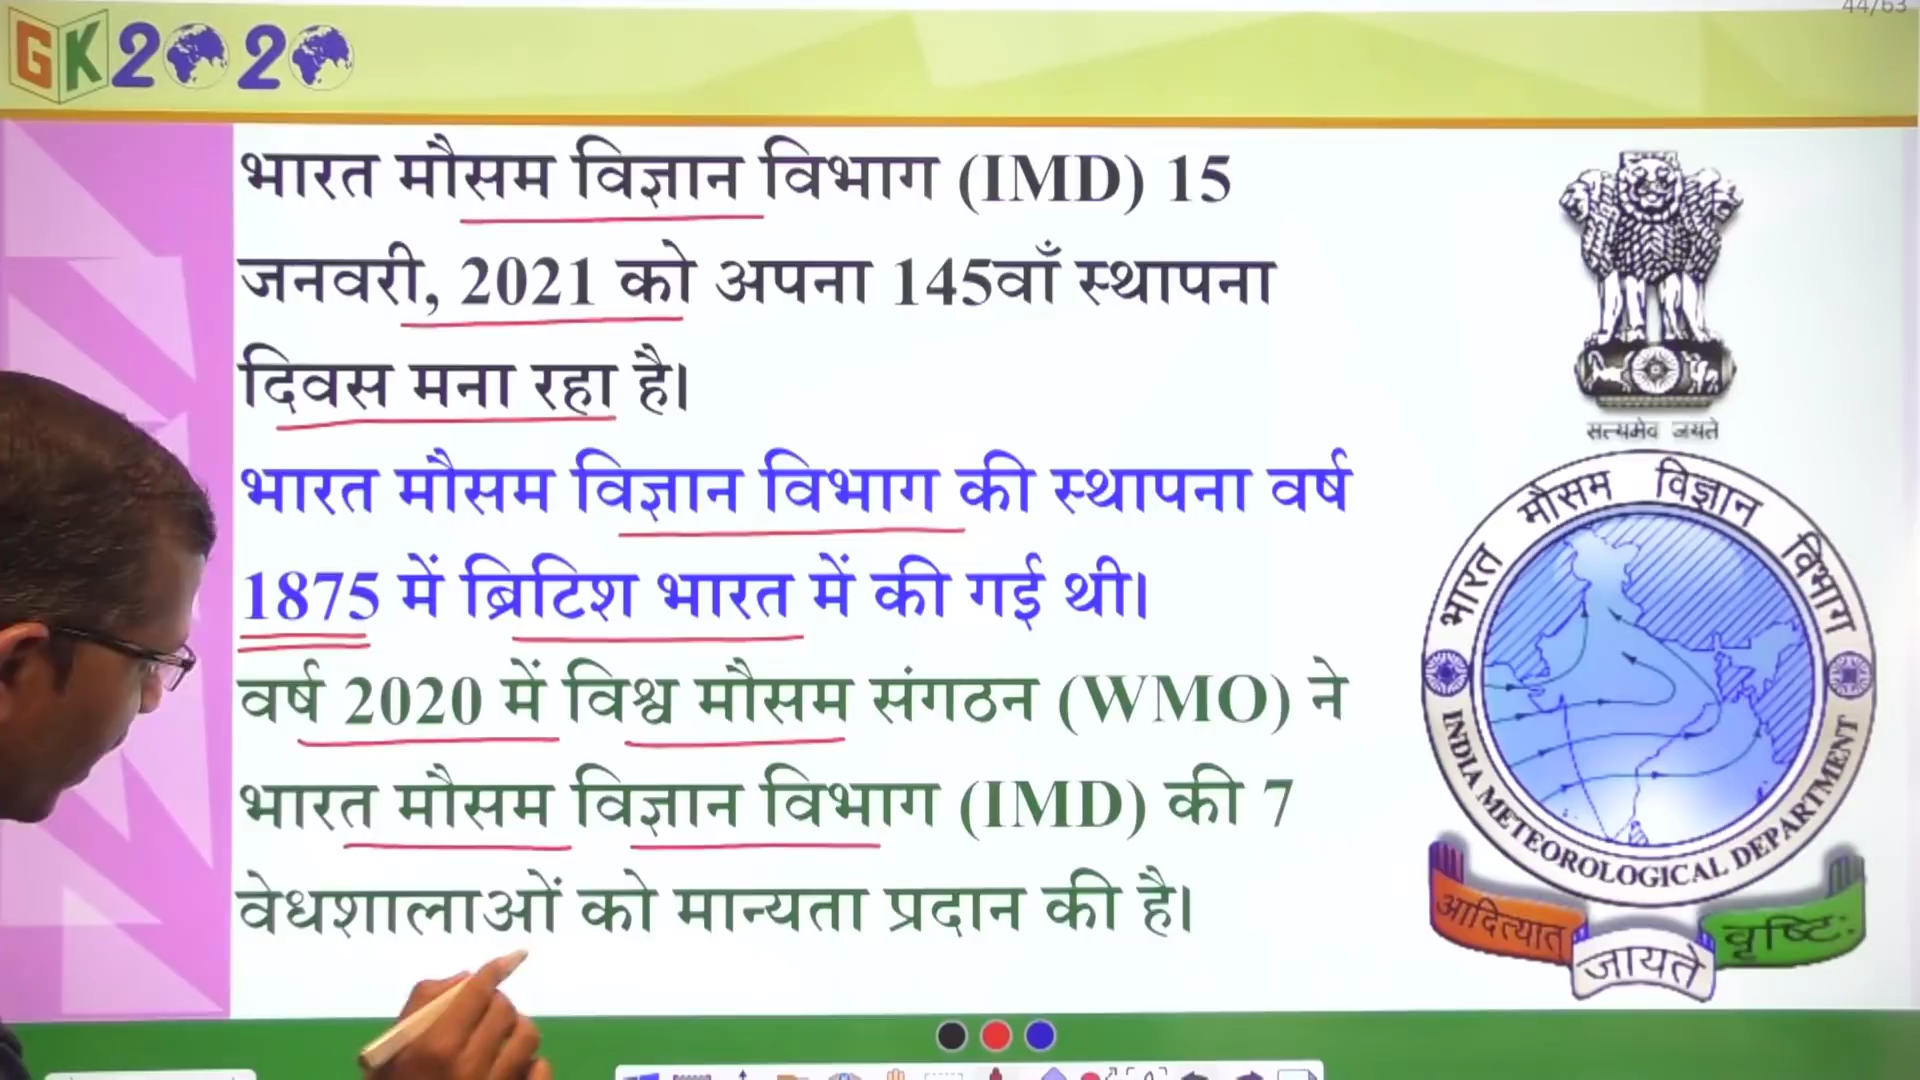 44/63
GK2020
भारत मौसम विज्ञान विभाग (IMD) 15
जनवरी, 2021 को अपना 145वाँ स्थापना
दिवस मना रहा है।
भारत मौसम विज्ञान विभाग की स्थापना वर्ष
1875 में ब्रिटिश भारत में की गई थी।
वर्ष 2020 में विश्व मौसम संगठन (WMO) ने
भारत मौसम विज्ञान विभाग (IMD) की 7
वेधशालाओं को मान्यता प्रदान की है।
सत्यमेव जयते
भारत मौसम विज्ञान विभाग
INDIA METEOROLOGICAL DEPARTMENT
आदित्यात
जायते
वृष्टि: